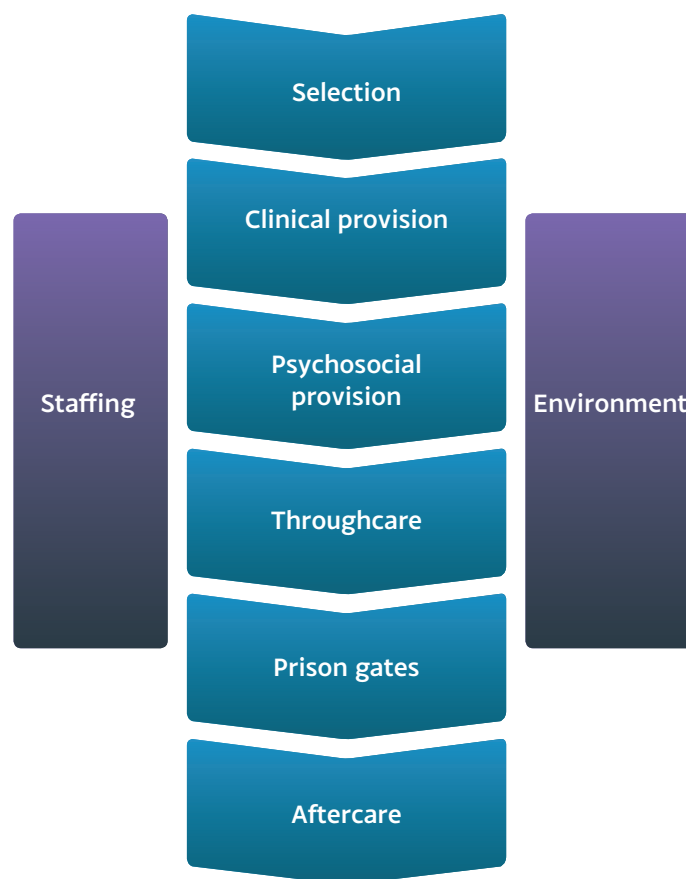 Selection
Clinical provision
Psychosocial
provision
Staffing
Environment
Throughcare
Prison gates
Aftercare